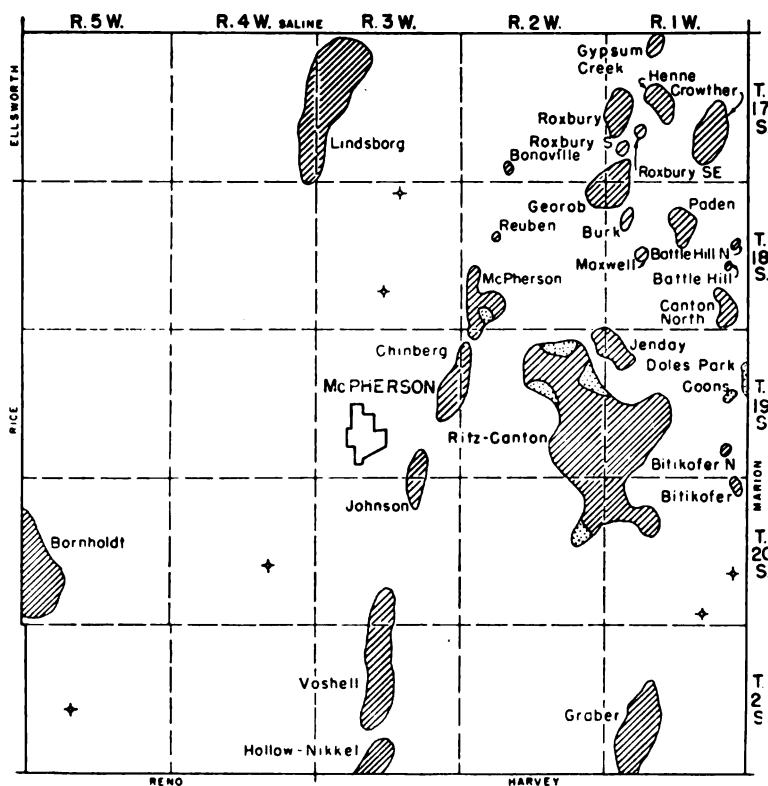 R. 5 W. R. 4 W. SALINE R. 3 W. R. 2 W. R. 1 W.
ELLSWORTH
Gypsum
Creek
Henne
Crowther
T.
17
S.
Roxbury
Lindsborg
Roxbury S
Bonaville
Roxbury SE
Georob
Paden
Reuben
Burk
T.
18
S.
Battle Hill N
Maxwell
McPherson
Battle Hill
Canton
North
Chinberg
Jenday
Doles Park
McPHERSON
Coons
T.
19
S
RICE
Ritz-Canton
Bitikofer N
MARION
Johnson
Bitikofer
Bornholdt
T.
20
S
Voshell
T.
2
S
Graber
Hollow-Nikkel
RENO HARVEY